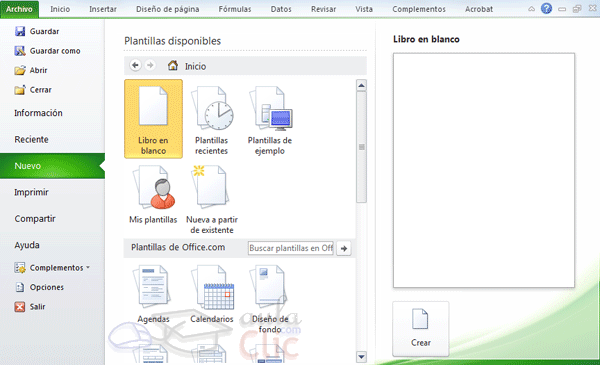 Archivo Inicio Insertar Diseño de página Fórmulas Datos Revisar Vista Complementos Acrobat
Guardar
Guardar como
Abrir
Cerrar
Información
Reciente
Nuevo
Imprimir
Compartir
Ayuda
Complementos
Opciones
Salir
Plantillas disponibles
Inicio
Libro en
blanco
Plantillas
recientes
Plantillas de
ejemplo
Mis plantillas
Nueva a partir
de existente
Plantillas de Office.com
Buscar plantillas en Off
Agendas
Calendarios
Diseño de
fondo
aula
.com
Clic
Libro en blanco
Crear